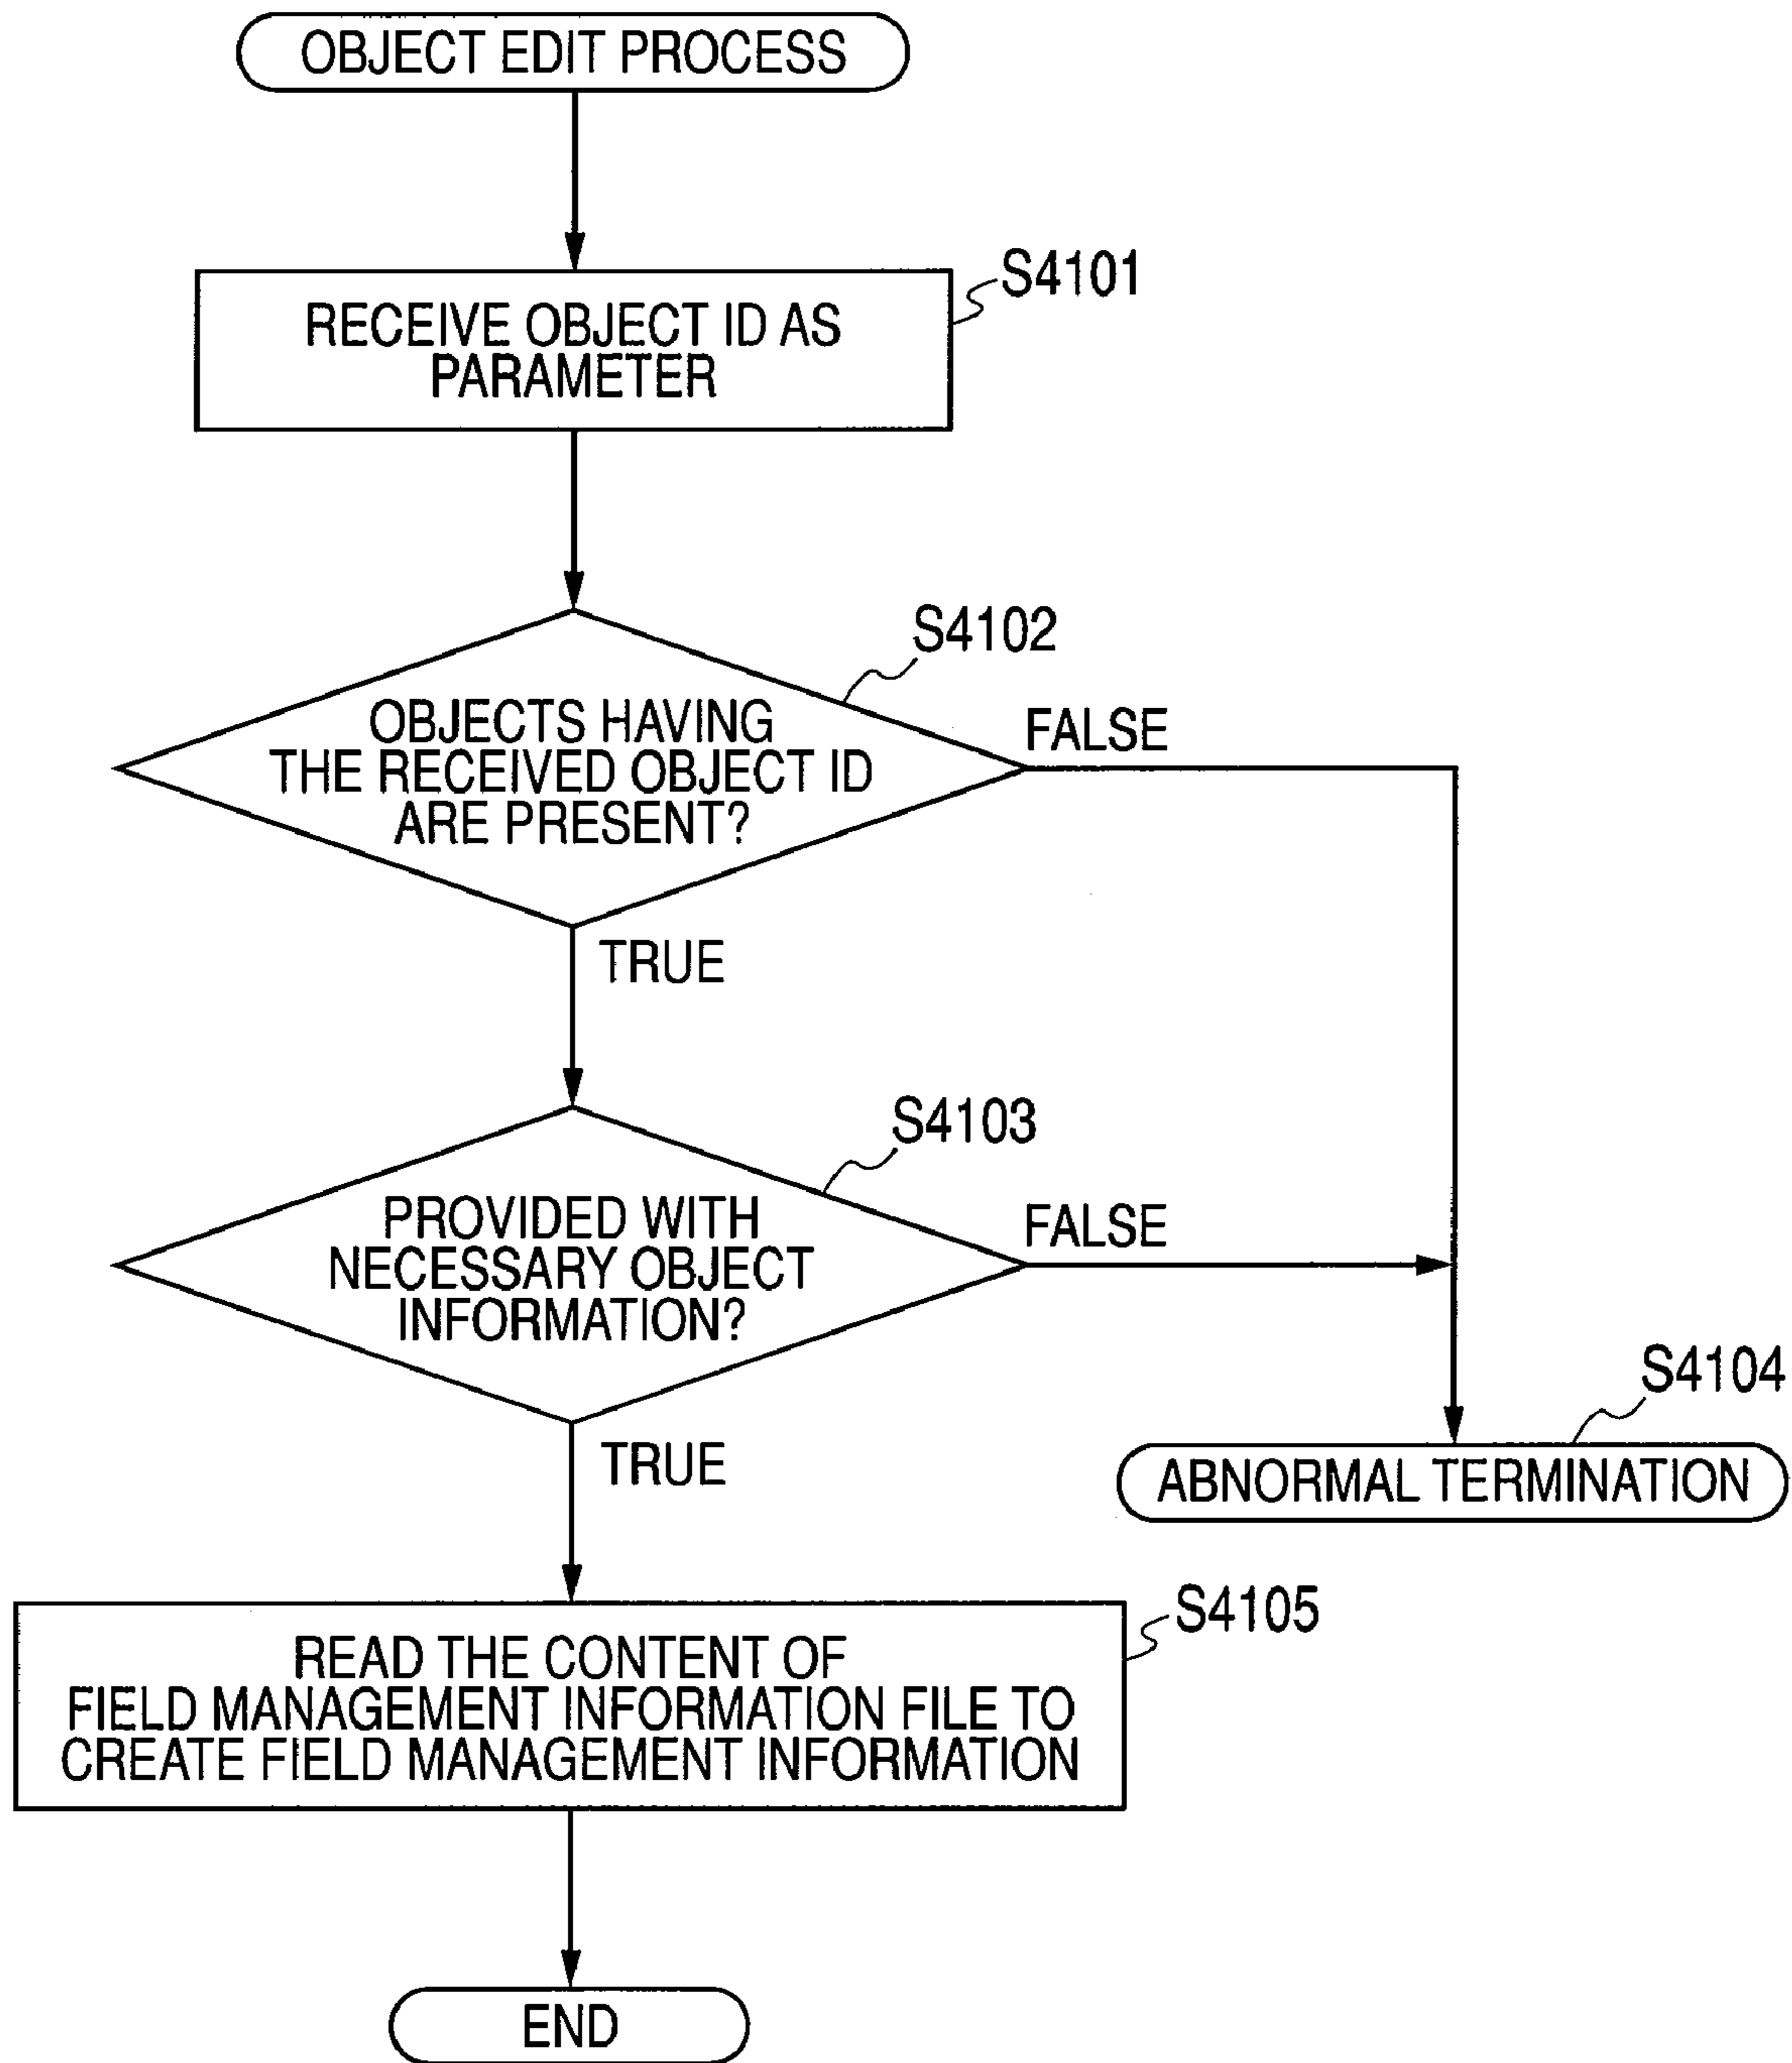 OBJECT EDIT PROCESS
S4101
RECEIVE OBJECT ID AS
PARAMETER
S4102
OBJECTS HAVING
THE RECEIVED OBJECT ID
ARE PRESENT?
FALSE
TRUE
S4103
PROVIDED WITH
NECESSARY OBJECT
INFORMATION?
FALSE
TRUE
S4104
ABNORMAL TERMINATION
S4105
READ THE CONTENT OF
FIELD MANAGEMENT INFORMATION FILE TO
CREATE FIELD MANAGEMENT INFORMATION
END